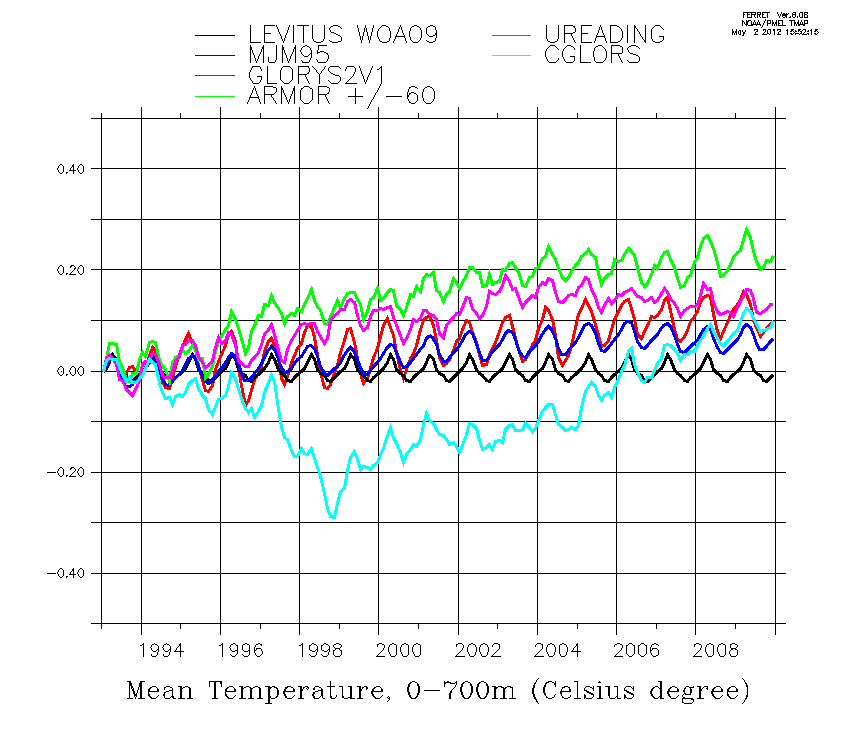 FERRET Ver.6.08
NOAA/PMEL TMAP
May 2 2012 15:52:15
LEVITUS WOA09
MJM95
GLORYS2V1
ARMOR +/-60
UREADING
CGLORS
0.40
0.20
0.00
-0.20
-0.40
1994 1996 1998 2000 2002 2004 2006 2008
Mean Temperature, 0-700m (Celsius degree)